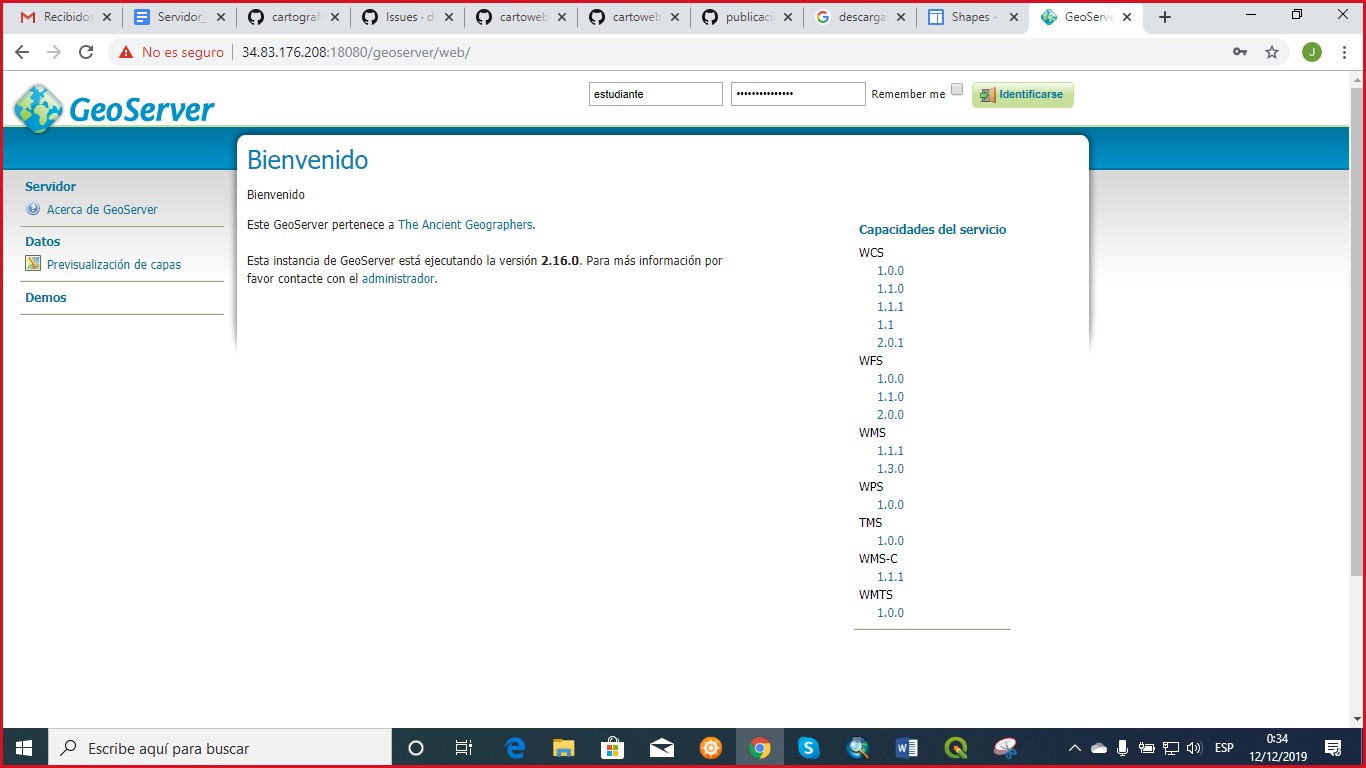 Recibidos
Servidor_
cartografi
Issues · d
cartoweb
cartoweb
publicaci
descarga
Shapes -
GeoServe
No es seguro
34.83.176.208:18080/geoserver/web/
J
GeoServer
estudiante
•••••••••••••••
Remember me
Identificarse
Bienvenido
Servidor
Acerca de GeoServer
Datos
Previsualización de capas
Demos
Bienvenido
Este GeoServer pertenece a The Ancient Geographers.
Esta instancia de GeoServer está ejecutando la versión 2.16.0. Para más información por
favor contacte con el administrador.
Capacidades del servicio
WCS
1.0.0
1.1.0
1.1.1
1.1
2.0.1
WFS
1.0.0
1.1.0
2.0.0
WMS
1.1.1
1.3.0
WPS
1.0.0
TMS
1.0.0
WMS-C
1.1.1
WMTS
1.0.0
Escribe aquí para buscar
ESP
0:34
12/12/2019